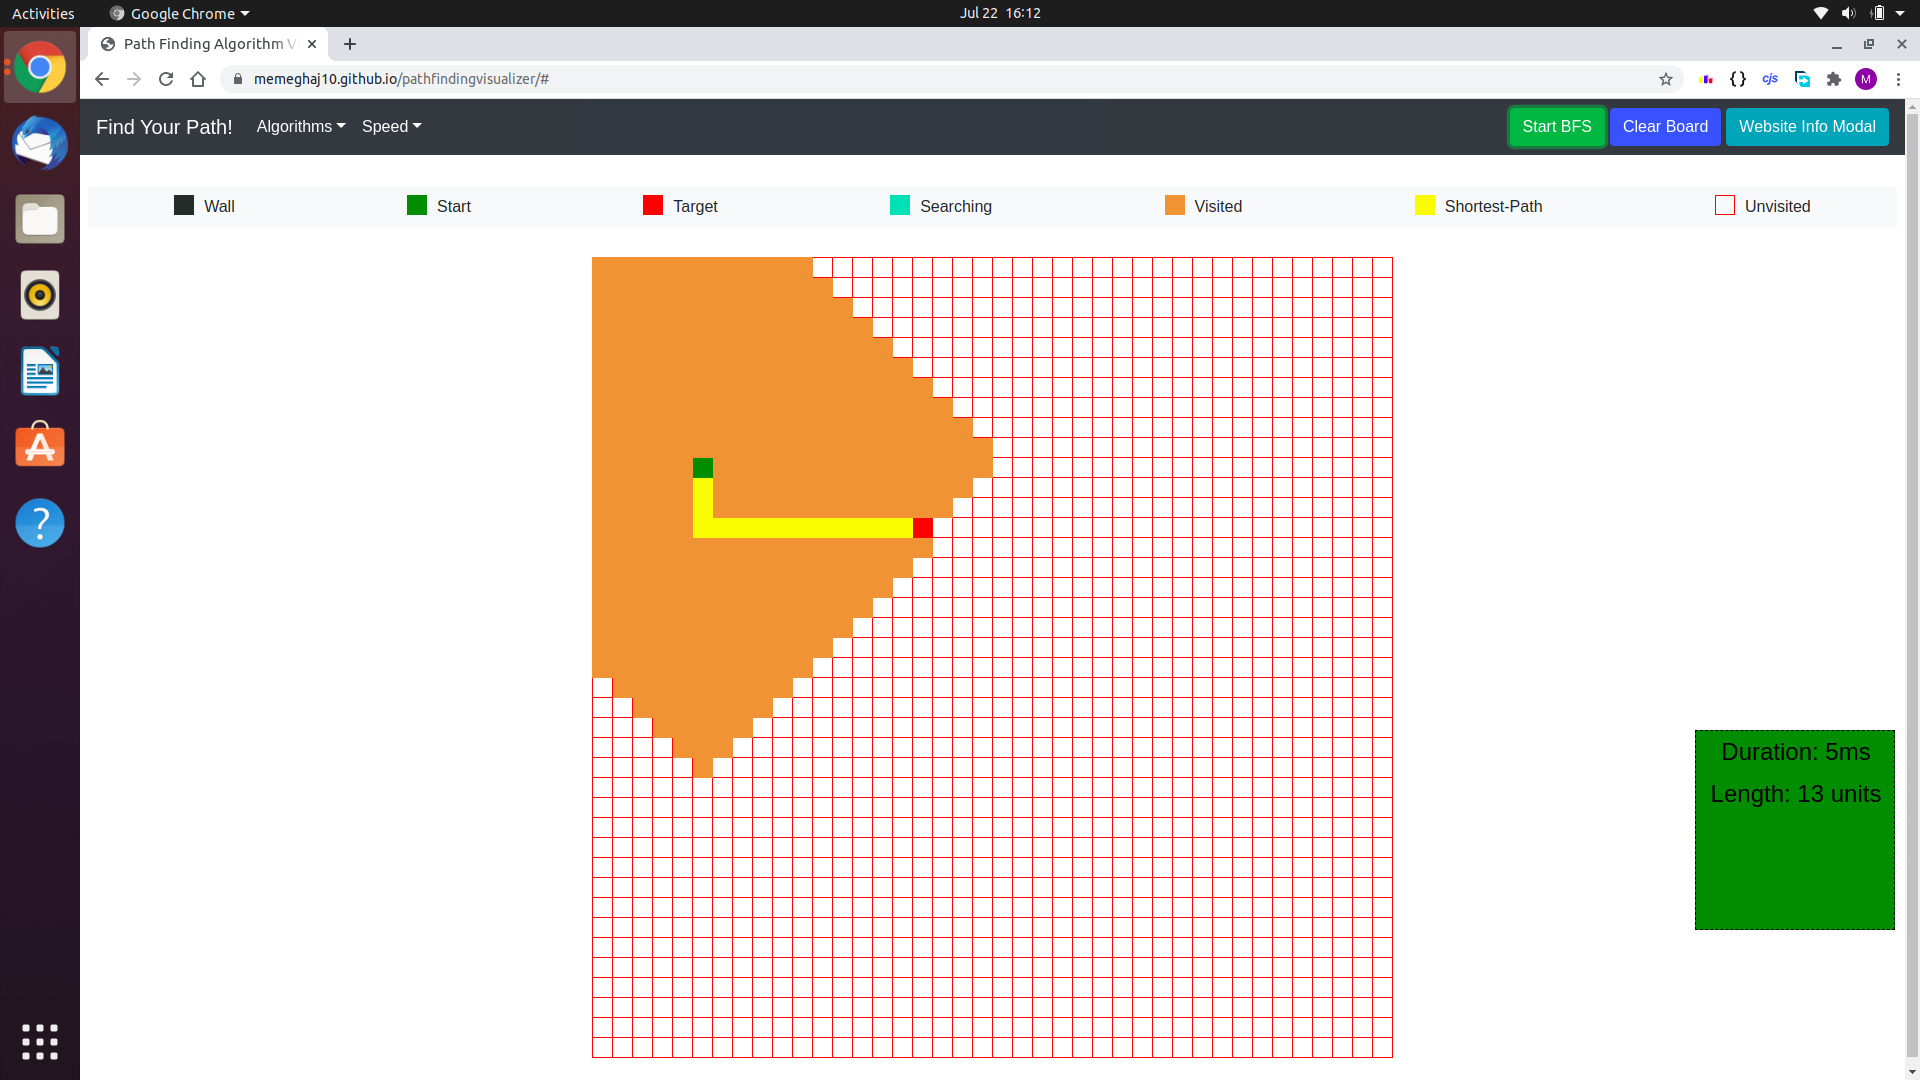 Activities
Google Chrome
Jul 22 16:12
Path Finding Algorithm V
memeghaj10.github.io/pathfindingvisualizer/#
cjs
M
Find Your Path!
Algorithms
Speed
Start BFS
Clear Board
Website Info Modal
Wall
Start
Target
Searching
Visited
Shortest-Path
Unvisited
Duration: 5ms
Length: 13 units